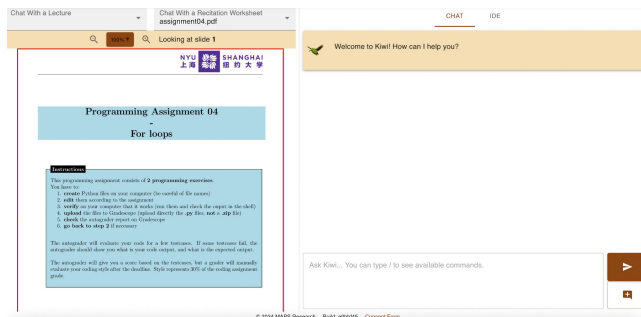 Chat With a Lecture
Chat With a Recitation Worksheet
assignment04.pdf
Looking at slide 1
CHAT
IDE
Welcome to Kiwi! How can I help you?
NYU SHANGHAI
上海 纽约大学
Programming Assignment 04
-
For loops
Instructions
This programming assignment consists of 2 programming exercises.
You have to:
1. create Python files on your computer (be careful of file names)
2. edit them according to the assignment
3. verify on your computer that it works (run them and check the ouput in the shell)
4. upload the files to Gradescope (upload directly the .py files, not a .zip file)
5. check the autograder report on Gradescope
6. go back to step 2 if necessary
The autograder will evaluate your code for a few testcases. If some testcases fail, the
autograder should show you what is your code output, and what is the expected output.
The autograder will give you a score based on the testcases, but a grader will manually
evaluate your coding style after the deadline. Style represents 30% of the coding assignment
grade.
Ask Kiwi... You can type / to see available commands.
© 2024 MAPS Research
Consent Form